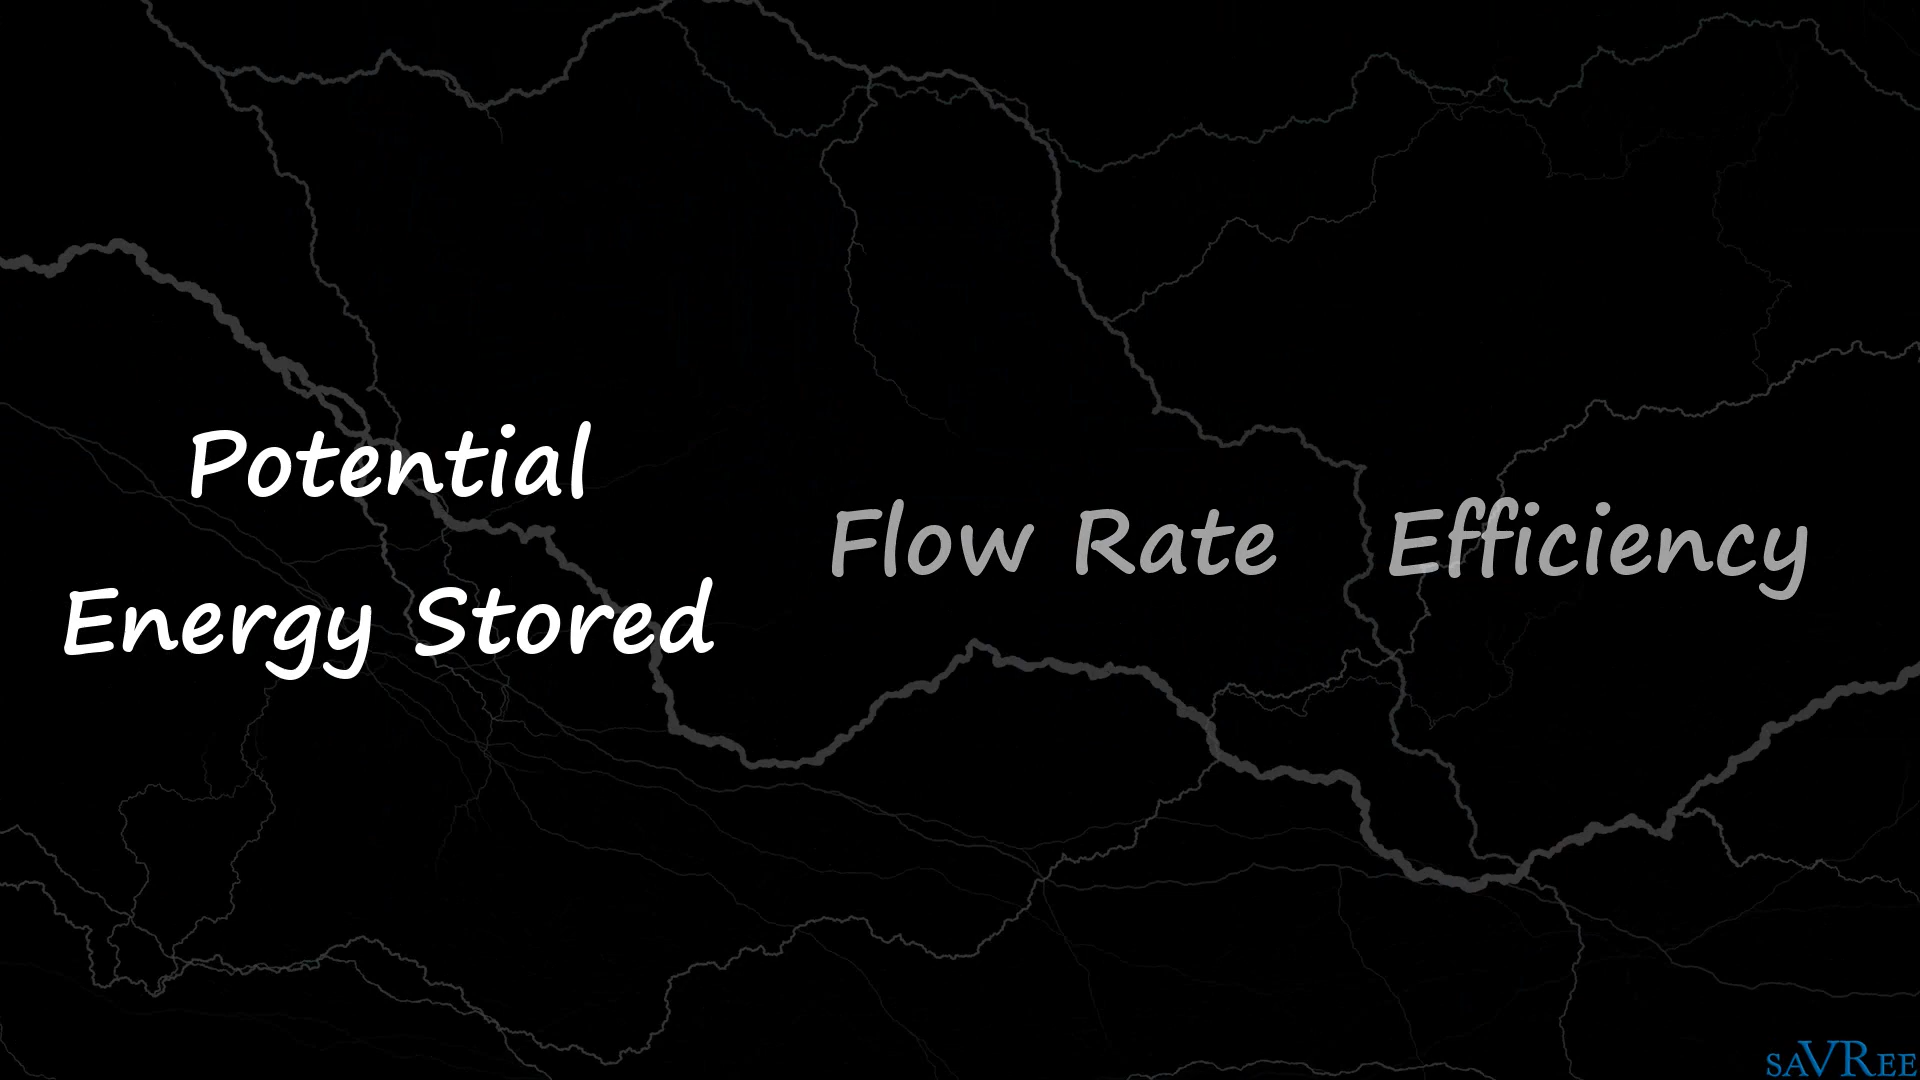 Potential
Energy Stored
Flow Rate
Efficiency
saVRee